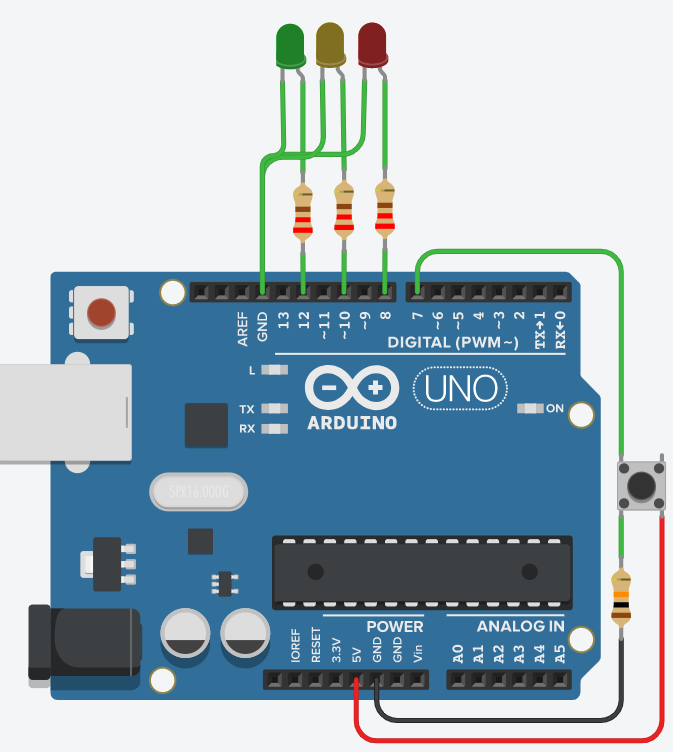 AREF
GND
13
12
~11
~10
~9
8
7
~6
~5
4
~3
2
TX→1
RX←0
DIGITAL (PWM~)
L
TX
RX
UNO
ARDUINO
ON
SPK16.000G
POWER
ANALOG IN
IOREF
RESET
3.3V
5V
GND
GND
Vin
A0
A1
A2
A3
A4
A5